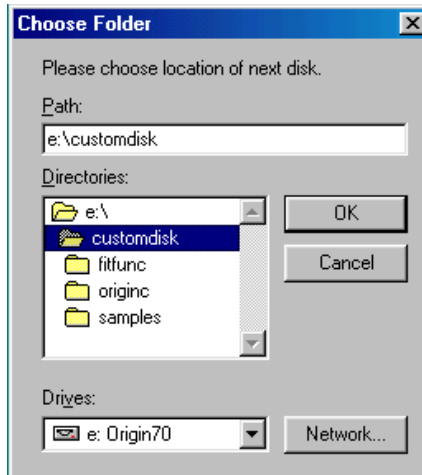 Choose Folder
Please choose location of next disk.
Path:
e:\customdisk
Directories:
e:\
OK
customdisk
fitfunc
Cancel
originc
samples
Drives:
e: Origin70
Network...